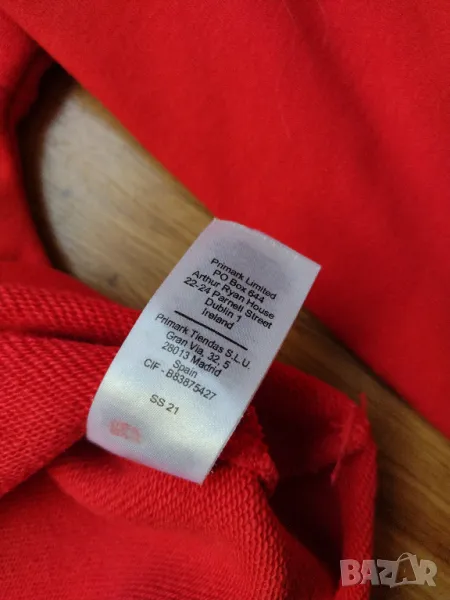 Primark Limited
PO Box 644
Arthur Ryan House
22-24 Parnell Street
Dublin 1
Ireland
Primark Tiendas S.L.U.
Gran Via, 32, 5
28013 Madrid
Spain
CIF - B83875427
SS 21
BAZAR